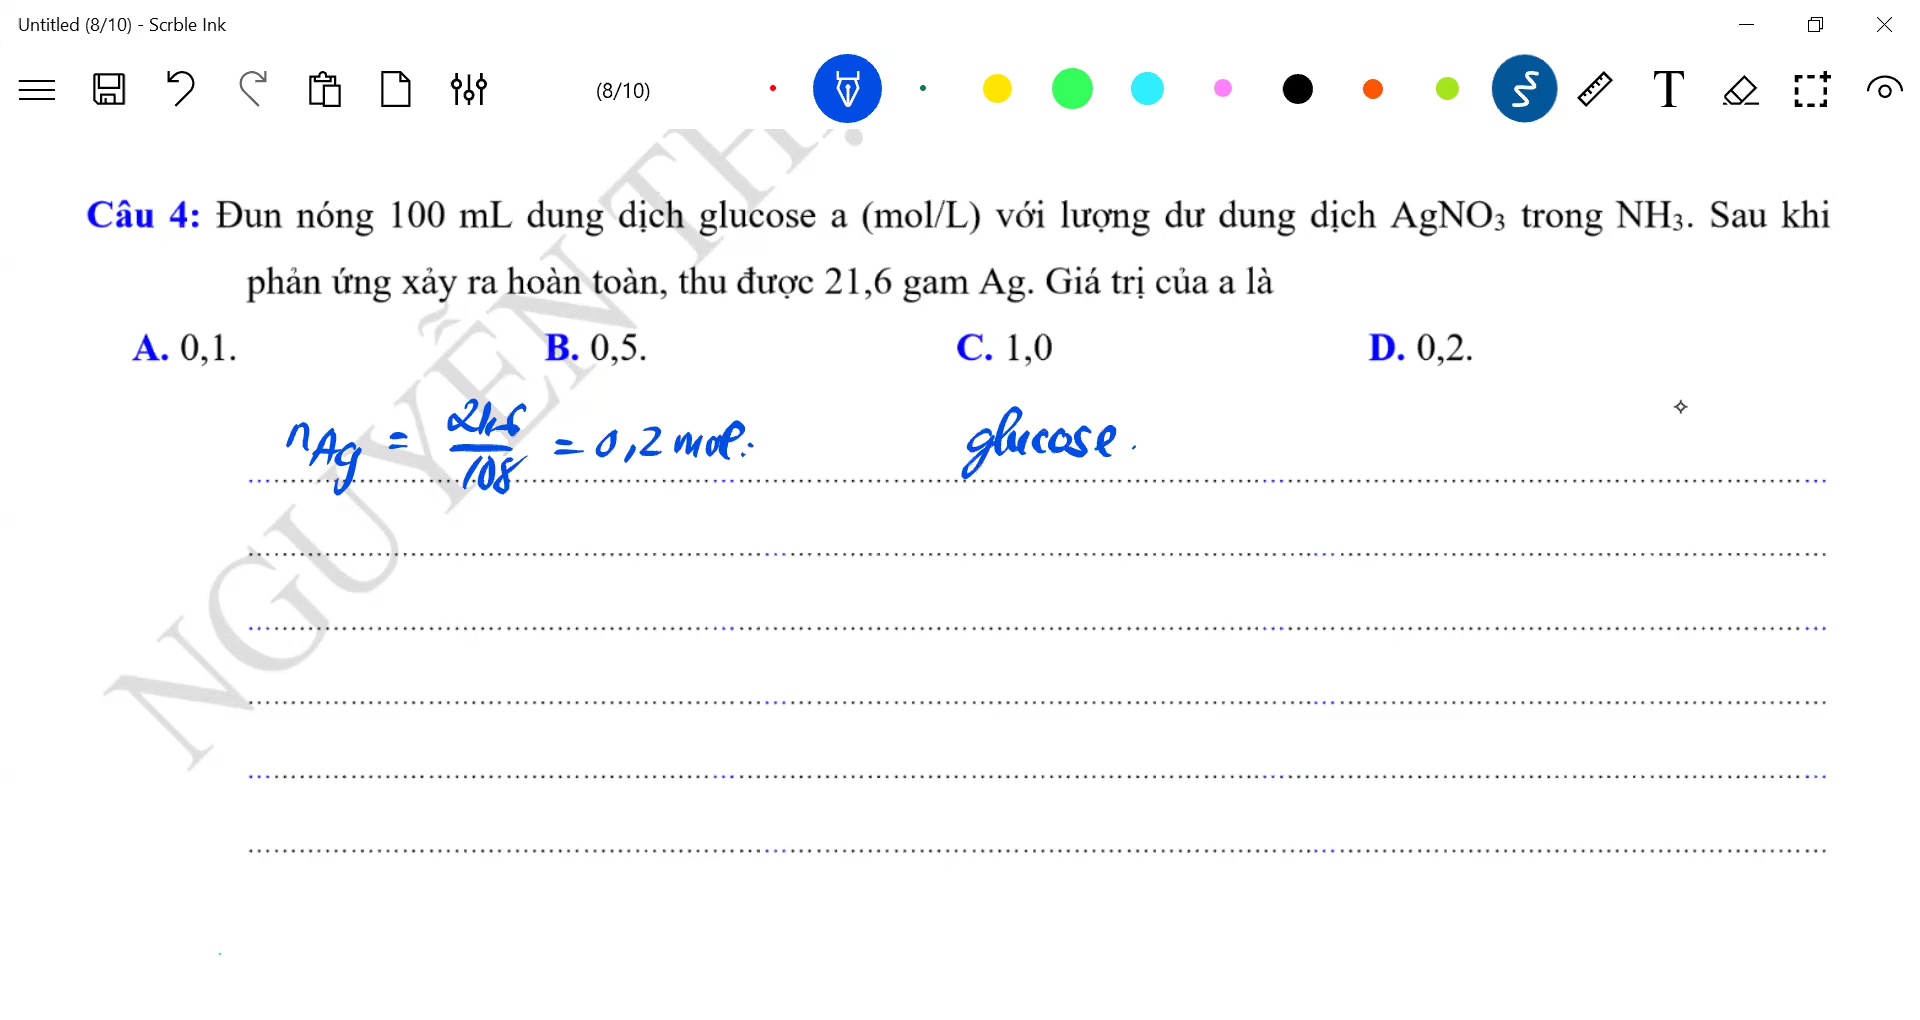 Untitled (8/10) - Scrble Ink
(8/10)
T
Câu 4: Đun nóng 100 mL dung dịch glucose a (mol/L) với lượng dư dung dịch AgNO₃ trong NH₃. Sau khi
phản ứng xảy ra hoàn toàn, thu được 21,6 gam Ag. Giá trị của a là
A. 0,1. B. 0,5. C. 1,0 D. 0,2.
nAg = 21,6/108 = 0,2 mol. glucose.
NGUYỄN THỊ